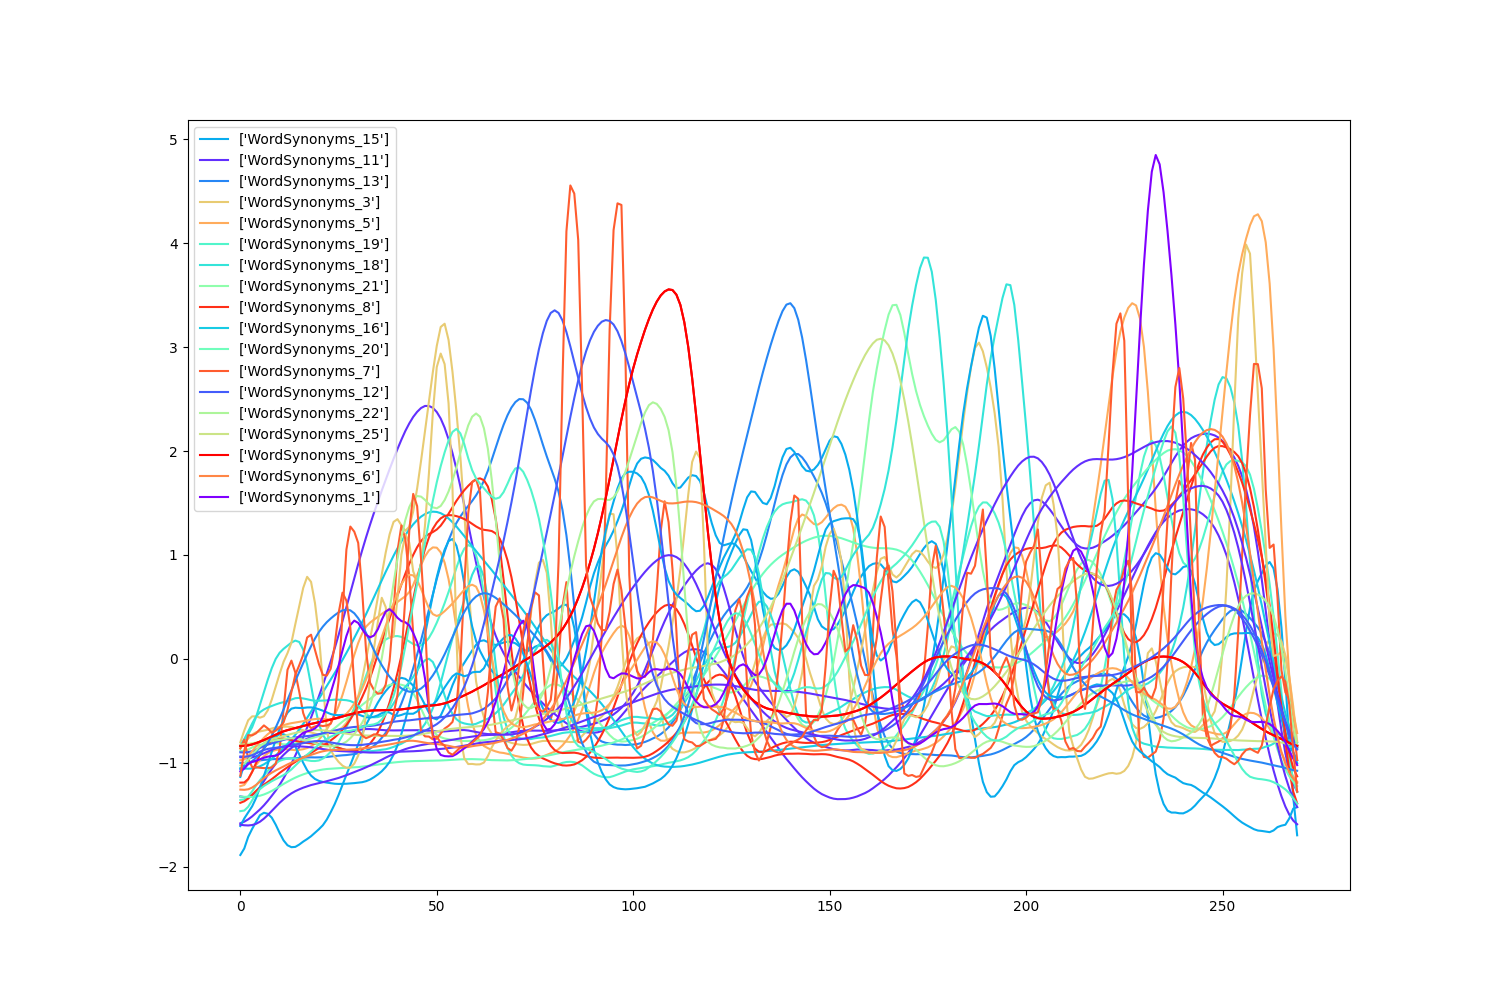 5
4
3
2
1
0
−1
−2
['WordSynonyms_15']
['WordSynonyms_11']
['WordSynonyms_13']
['WordSynonyms_3']
['WordSynonyms_5']
['WordSynonyms_19']
['WordSynonyms_18']
['WordSynonyms_21']
['WordSynonyms_8']
['WordSynonyms_16']
['WordSynonyms_20']
['WordSynonyms_7']
['WordSynonyms_12']
['WordSynonyms_22']
['WordSynonyms_25']
['WordSynonyms_9']
['WordSynonyms_6']
['WordSynonyms_1']
0 50 100 150 200 250